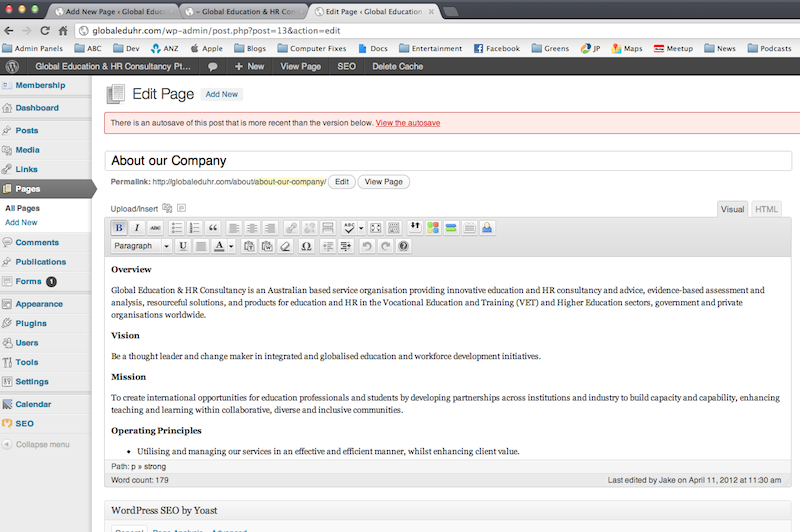 Add New Page ‹ Global Educ
– Global Education & HR Cons
Edit Page ‹ Global Education
globaleduhr.com/wp-admin/post.php?post=13&action=edit
Admin Panels ABC Dev ANZ Apple Blogs Computer Fixes Docs Entertainment Facebook Greens JP Maps Meetup News Podcasts
Global Education & HR Consultancy Pt... + New View Page SEO Delete Cache
Membership
Dashboard
Posts
Media
Links
Pages
All Pages
Add New
Comments
Publications
Forms 1
Appearance
Plugins
Users
Tools
Settings
Calendar
SEO
Collapse menu
Edit Page Add New
There is an autosave of this post that is more recent than the version below. View the autosave
About our Company
Permalink: http://globaleduhr.com/about/about-our-company/ Edit View Page
Upload/Insert
Visual HTML
B I ABC ABC
Paragraph U A Ω
Overview
Global Education & HR Consultancy is an Australian based service organisation providing innovative education and HR consultancy and advice, evidence-based assessment and
analysis, resourceful solutions, and products for education and HR in the Vocational Education and Training (VET) and Higher Education sectors, government and private
organisations worldwide.
Vision
Be a thought leader and change maker in integrated and globalised education and workforce development initiatives.
Mission
To create international opportunities for education professionals and students by developing partnerships across institutions and industry to build capacity and capability, enhancing
teaching and learning within collaborative, diverse and inclusive communities.
Operating Principles
• Utilising and managing our services in an effective and efficient manner, whilst enhancing client value.
Path: p » strong
Word count: 179 Last edited by Jake on April 11, 2012 at 11:30 am
WordPress SEO by Yoast
General Page Analysis Advanced